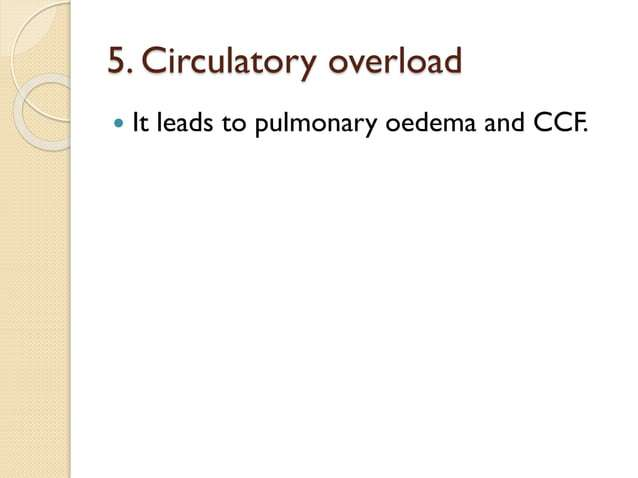 5. Circulatory overload
• It leads to pulmonary oedema and CCF.